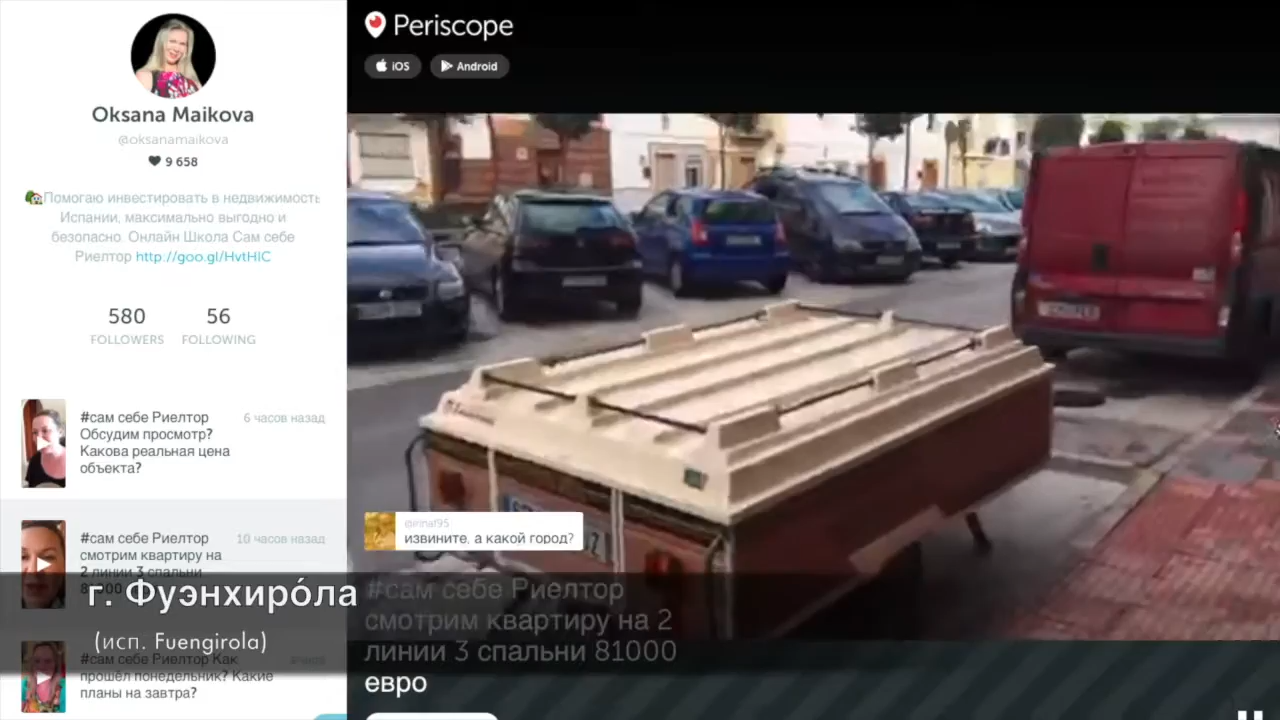 Oksana Maikova
@oksanamaikova
9 658
Помогаю инвестировать в недвижимость
Испании, максимально выгодно и
безопасно. Онлайн Школа Сам себе
Риелтор http://goo.gl/HvtHIC
580
56
FOLLOWERS
FOLLOWING
#сам себе Риелтор
6 часов назад
Обсудим просмотр?
Какова реальная цена
объекта?
#сам себе Риелтор
10 часов назад
смотрим квартиру на
2 линии 3 спальни
г. Фуэнхиро́ла
(исп. Fuengirola)
#сам себе Риелтор Как
вчера
прошёл понедельник? Какие
планы на завтра?
Periscope
iOS
Android
@irinaf95
извините, а какой город?
#сам себе Риелтор
смотрим квартиру на 2
линии 3 спальни 81000
евро